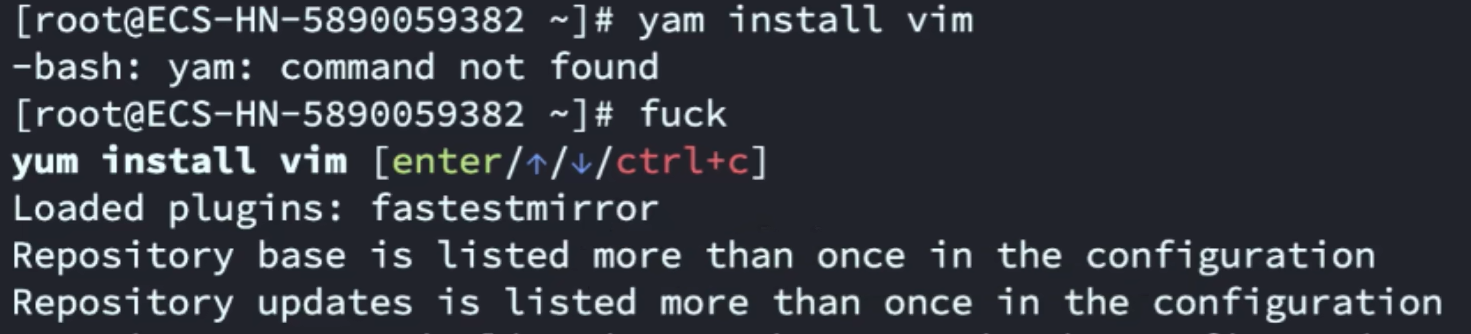 [root@ECS-HN-5890059382 ~]# yam install vim
-bash: yam: command not found
[root@ECS-HN-5890059382 ~]# fuck
yum install vim [enter/↑/↓/ctrl+c]
Loaded plugins: fastestmirror
Repository base is listed more than once in the configuration
Repository updates is listed more than once in the configuration